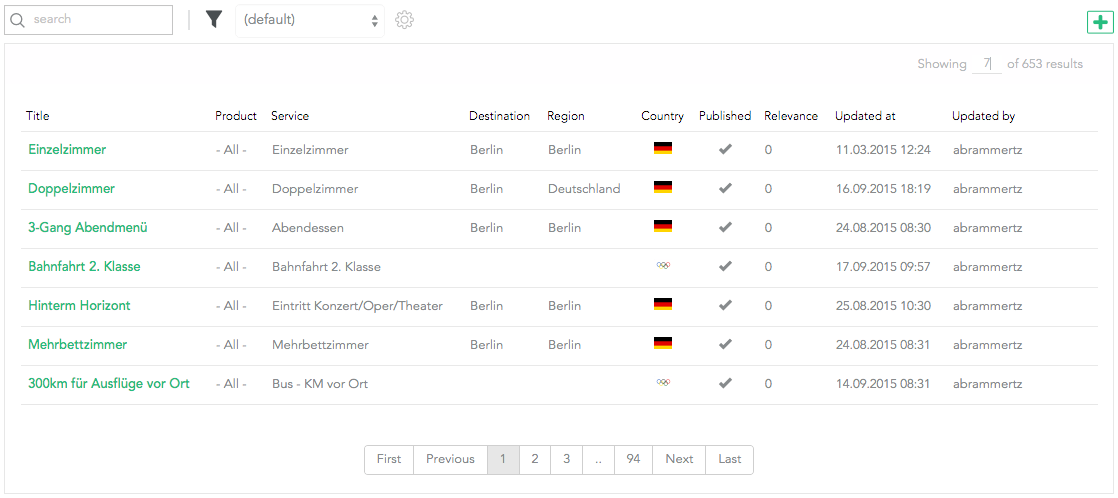 search (default)
Showing 7 of 653 results
Title Product Service Destination Region Country Published Relevance Updated at Updated by
Einzelzimmer - All - Einzelzimmer Berlin Berlin 0 11.03.2015 12:24 abrammertz
Doppelzimmer - All - Doppelzimmer Berlin Deutschland 0 16.09.2015 18:19 abrammertz
3-Gang Abendmenü - All - Abendessen Berlin Berlin 0 24.08.2015 08:30 abrammertz
Bahnfahrt 2. Klasse - All - Bahnfahrt 2. Klasse 0 17.09.2015 09:57 abrammertz
Hinterm Horizont - All - Eintritt Konzert/Oper/Theater Berlin Berlin 0 25.08.2015 10:30 abrammertz
Mehrbettzimmer - All - Mehrbettzimmer Berlin Berlin 0 24.08.2015 08:31 abrammertz
300km für Ausflüge vor Ort - All - Bus - KM vor Ort 0 14.09.2015 08:31 abrammertz
First Previous 1 2 3 .. 94 Next Last